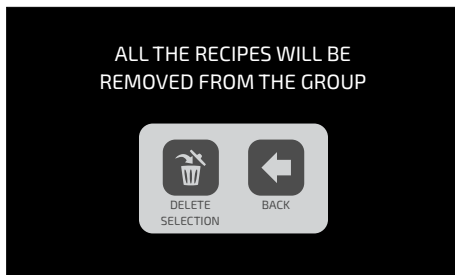 ALL THE RECIPES WILL BE
REMOVED FROM THE GROUP
DELETE
SELECTION
BACK